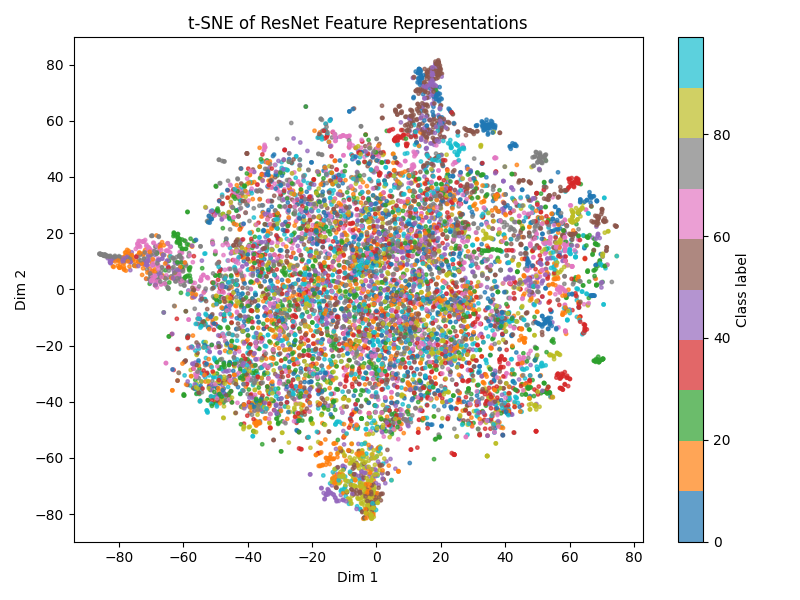 t-SNE of ResNet Feature Representations
80
60
40
20
0
−20
−40
−60
−80
Dim 2
−80 −60 −40 −20 0 20 40 60 80
Dim 1
80
60
40
20
0
Class label